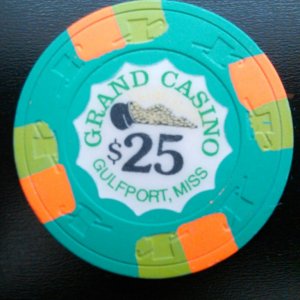 GRAND CASINO
$25
GULFPORT, MISS